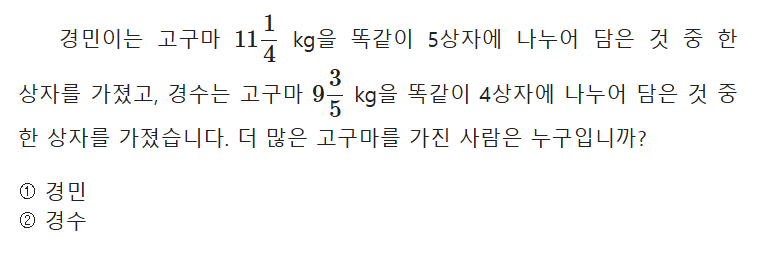 경민이는 고구마 11\frac{1}{4} kg을 똑같이 5상자에 나누어 담은 것 중 한
상자를 가졌고, 경수는 고구마 9\frac{3}{5} kg을 똑같이 4상자에 나누어 담은 것 중
한 상자를 가졌습니다. 더 많은 고구마를 가진 사람은 누구입니까?
① 경민
② 경수